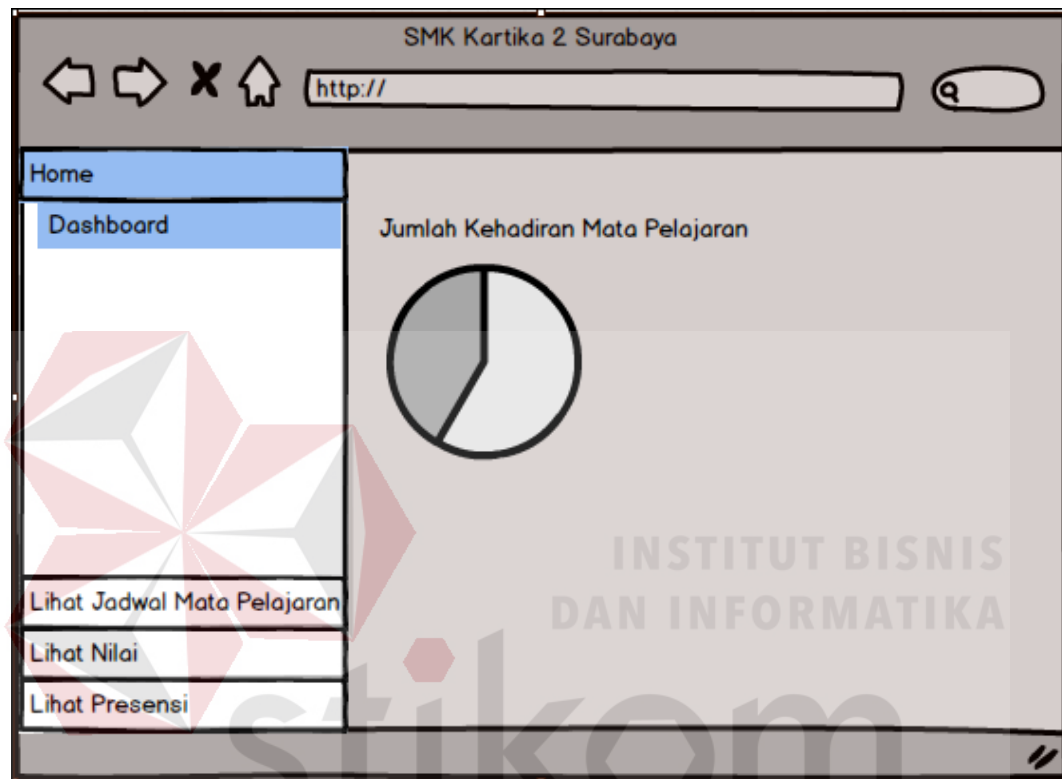 SMK Kartika 2 Surabaya
http://
Home
Dashboard
Jumlah Kehadiran Mata Pelajaran
Lihat Jadwal Mata Pelajaran
Lihat Nilai
Lihat Presensi
INSTITUT BISNIS
DAN INFORMATIKA
stikom